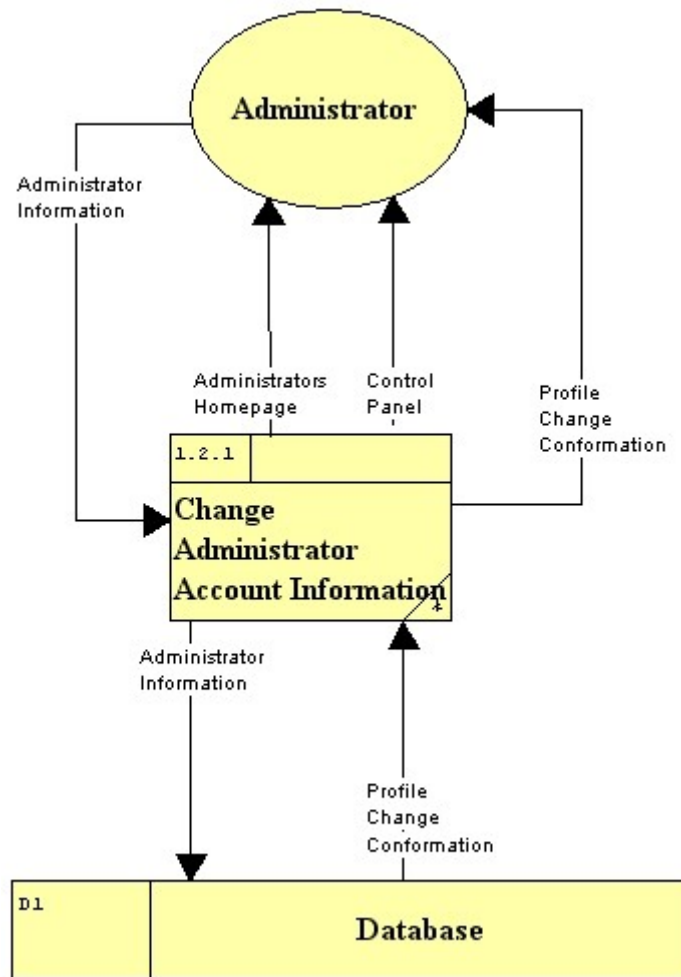 Administrator
Administrator
Information
Administrators
Homepage
Control
Panel
Profile
Change
Conformation
1.2.1
Change
Administrator
Account Information
*
Administrator
Information
Profile
Change
Conformation
D1
Database